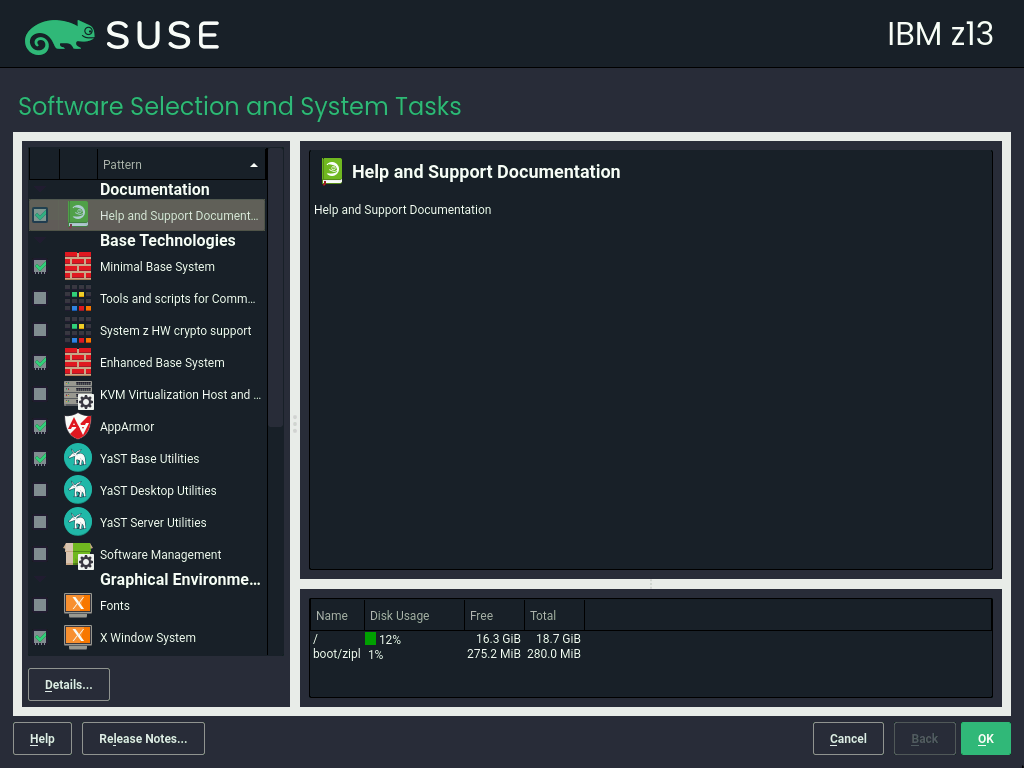 SUSE
IBM z13
Software Selection and System Tasks
Pattern
Documentation
Help and Support Document...
Base Technologies
Minimal Base System
Tools and scripts for Comm...
System z HW crypto support
Enhanced Base System
KVM Virtualization Host and ...
AppArmor
YaST Base Utilities
YaST Desktop Utilities
YaST Server Utilities
Software Management
Graphical Environme...
Fonts
X Window System
Details...
Help and Support Documentation
Help and Support Documentation
Name Disk Usage Free Total
/ 12% 16.3 GiB 18.7 GiB
boot/zipl 1% 275.2 MiB 280.0 MiB
Help Release Notes... Cancel Back OK